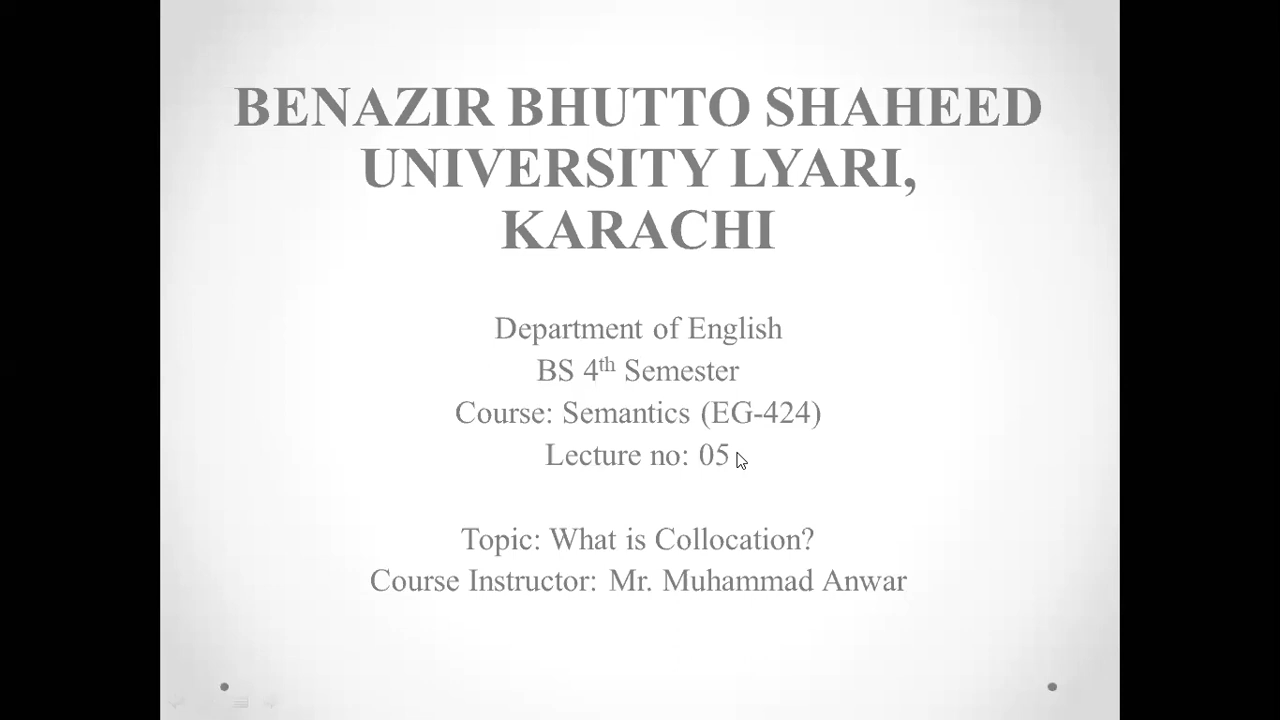 BENAZIR BHUTTO SHAHEED
UNIVERSITY LYARI,
KARACHI
Department of English
BS 4th Semester
Course: Semantics (EG-424)
Lecture no: 05
Topic: What is Collocation?
Course Instructor: Mr. Muhammad Anwar